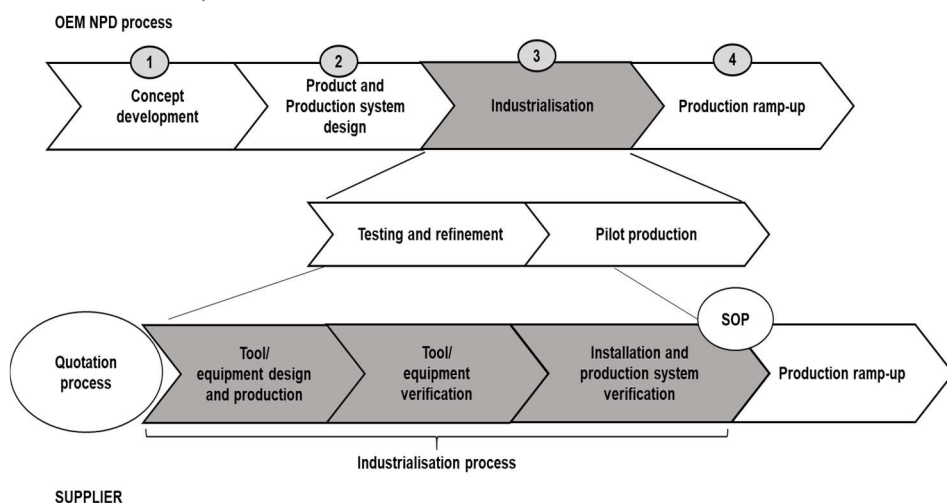 OEM NPD process
1
2
3
4
Concept
development
Product and
Production system
design
Industrialisation
Production ramp-up
Testing and refinement
Pilot production
SOP
Quotation
process
Tool/
equipment design
and production
Tool/
equipment
verification
Installation and
production system
verification
Production ramp-up
Industrialisation process
SUPPLIER